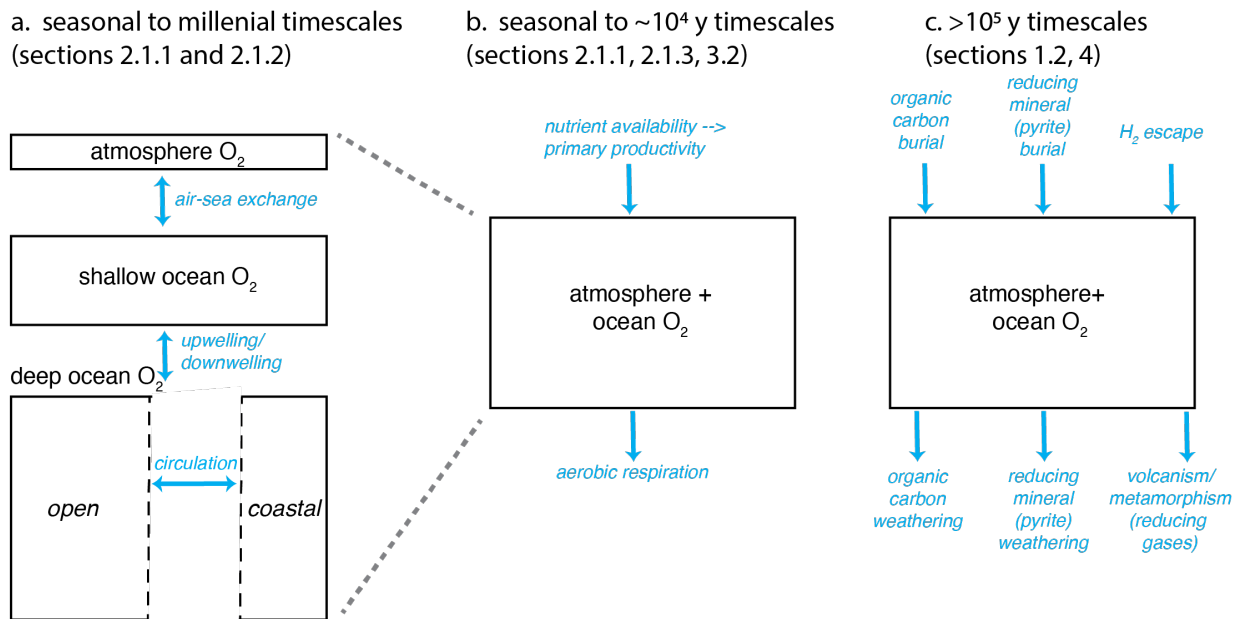 a. seasonal to millenial timescales
(sections 2.1.1 and 2.1.2)
atmosphere O₂
air-sea exchange
shallow ocean O₂
upwelling/
downwelling
deep ocean O₂
circulation
open
coastal
b. seasonal to ~10⁴ y timescales
(sections 2.1.1, 2.1.3, 3.2)
nutrient availability -->
primary productivity
atmosphere +
ocean O₂
aerobic respiration
c. >10⁵ y timescales
(sections 1.2, 4)
organic
carbon
burial
reducing
mineral
(pyrite)
burial
H₂ escape
atmosphere+
ocean O₂
organic
carbon
weathering
reducing
mineral
(pyrite)
weathering
volcanism/
metamorphism
(reducing
gases)